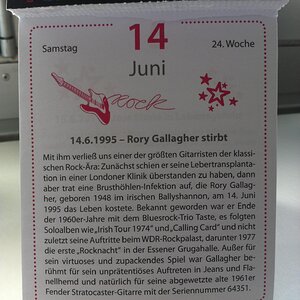 Samstag 14 24. Woche
Juni
Rock
14.6.1995 – Rory Gallagher stirbt
Mit ihm verließ uns einer der größten Gitarristen der klassi-
schen Rock-Ära: Zunächst schien er seine Lebertransplanta-
tion in einer Londoner Klinik überstanden zu haben, dann
aber trat eine Brusthöhlen-Infektion auf, die Rory Gallag-
her, geboren 1948 im irischen Ballyshannon, am 14. Juni
1995 das Leben kostete. Bekannt geworden war er Ende
der 1960er-Jahre mit dem Bluesrock-Trio Taste, es folgten
Soloalben wie „Irish Tour 1974" und „Calling Card" und nicht
zuletzt seine Auftritte beim WDR-Rockpalast, darunter 1977
die erste „Rocknacht" in der Essener Grugahalle. Außer für
sein virtuoses und zupackendes Spiel war Gallagher be-
rühmt für sein unprätentiöses Auftreten in Jeans und Fla-
nellhemd und natürlich für seine abgewetzte alte 1961er
Fender Stratocaster-Gitarre mit der Seriennummer 64351.